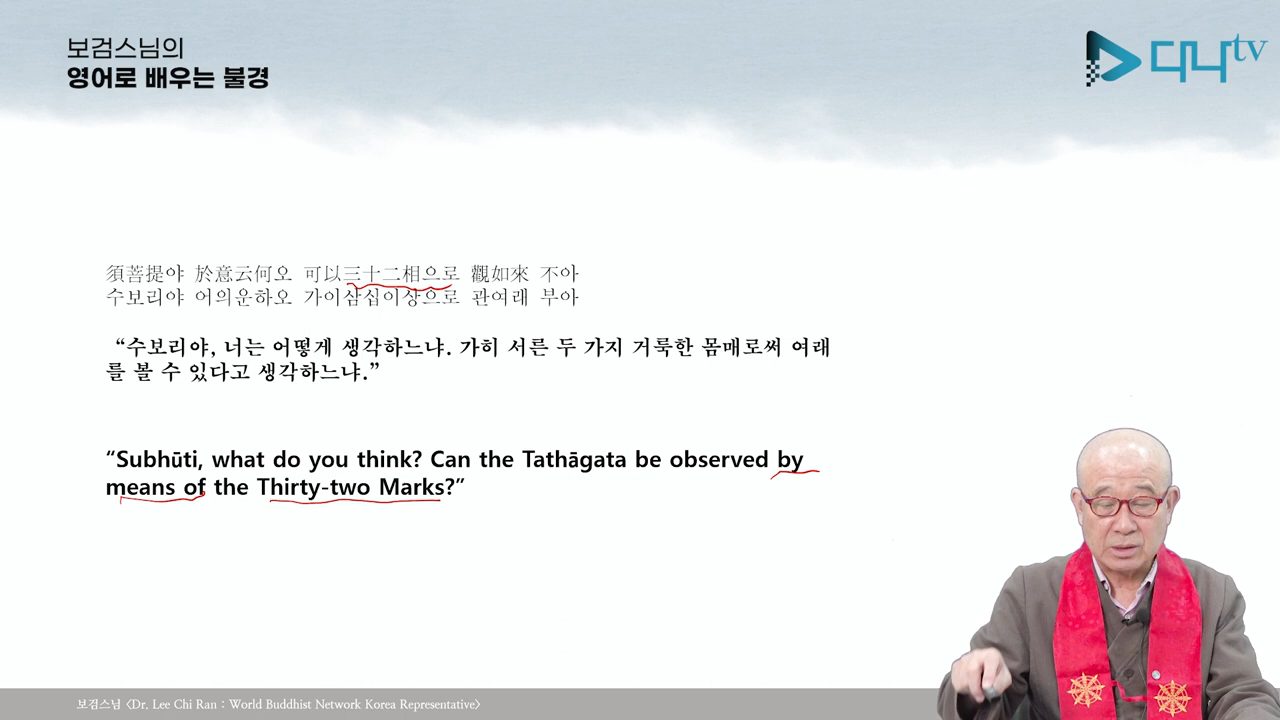 보검스님의
영어로 배우는 불경
디나tv
須菩提야 於意云何오 可以三十二相으로 觀如來 不아
수보리야 어의운하오 가이삼십이상으로 관여래 부아
“수보리야, 너는 어떻게 생각하느냐. 가히 서른 두 가지 거룩한 몸매로써 여래
를 볼 수 있다고 생각하느냐.”
“Subhūti, what do you think? Can the Tathāgata be observed by
means of the Thirty-two Marks?”
보검스님 <Dr. Lee Chi Ran : World Buddhist Network Korea Representative>